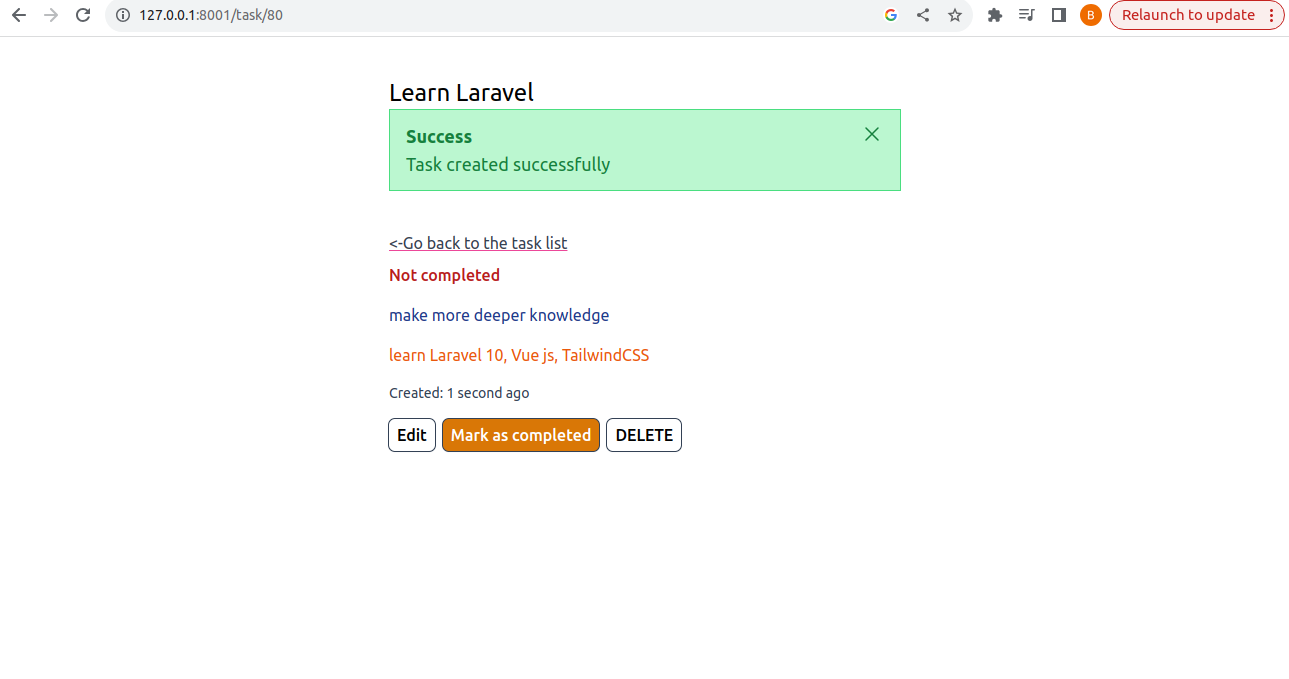 127.0.0.1:8001/task/80
B
Relaunch to update
Learn Laravel
Success
Task created successfully
<-Go back to the task list
Not completed
make more deeper knowledge
learn Laravel 10, Vue js, TailwindCSS
Created: 1 second ago
Edit Mark as completed DELETE